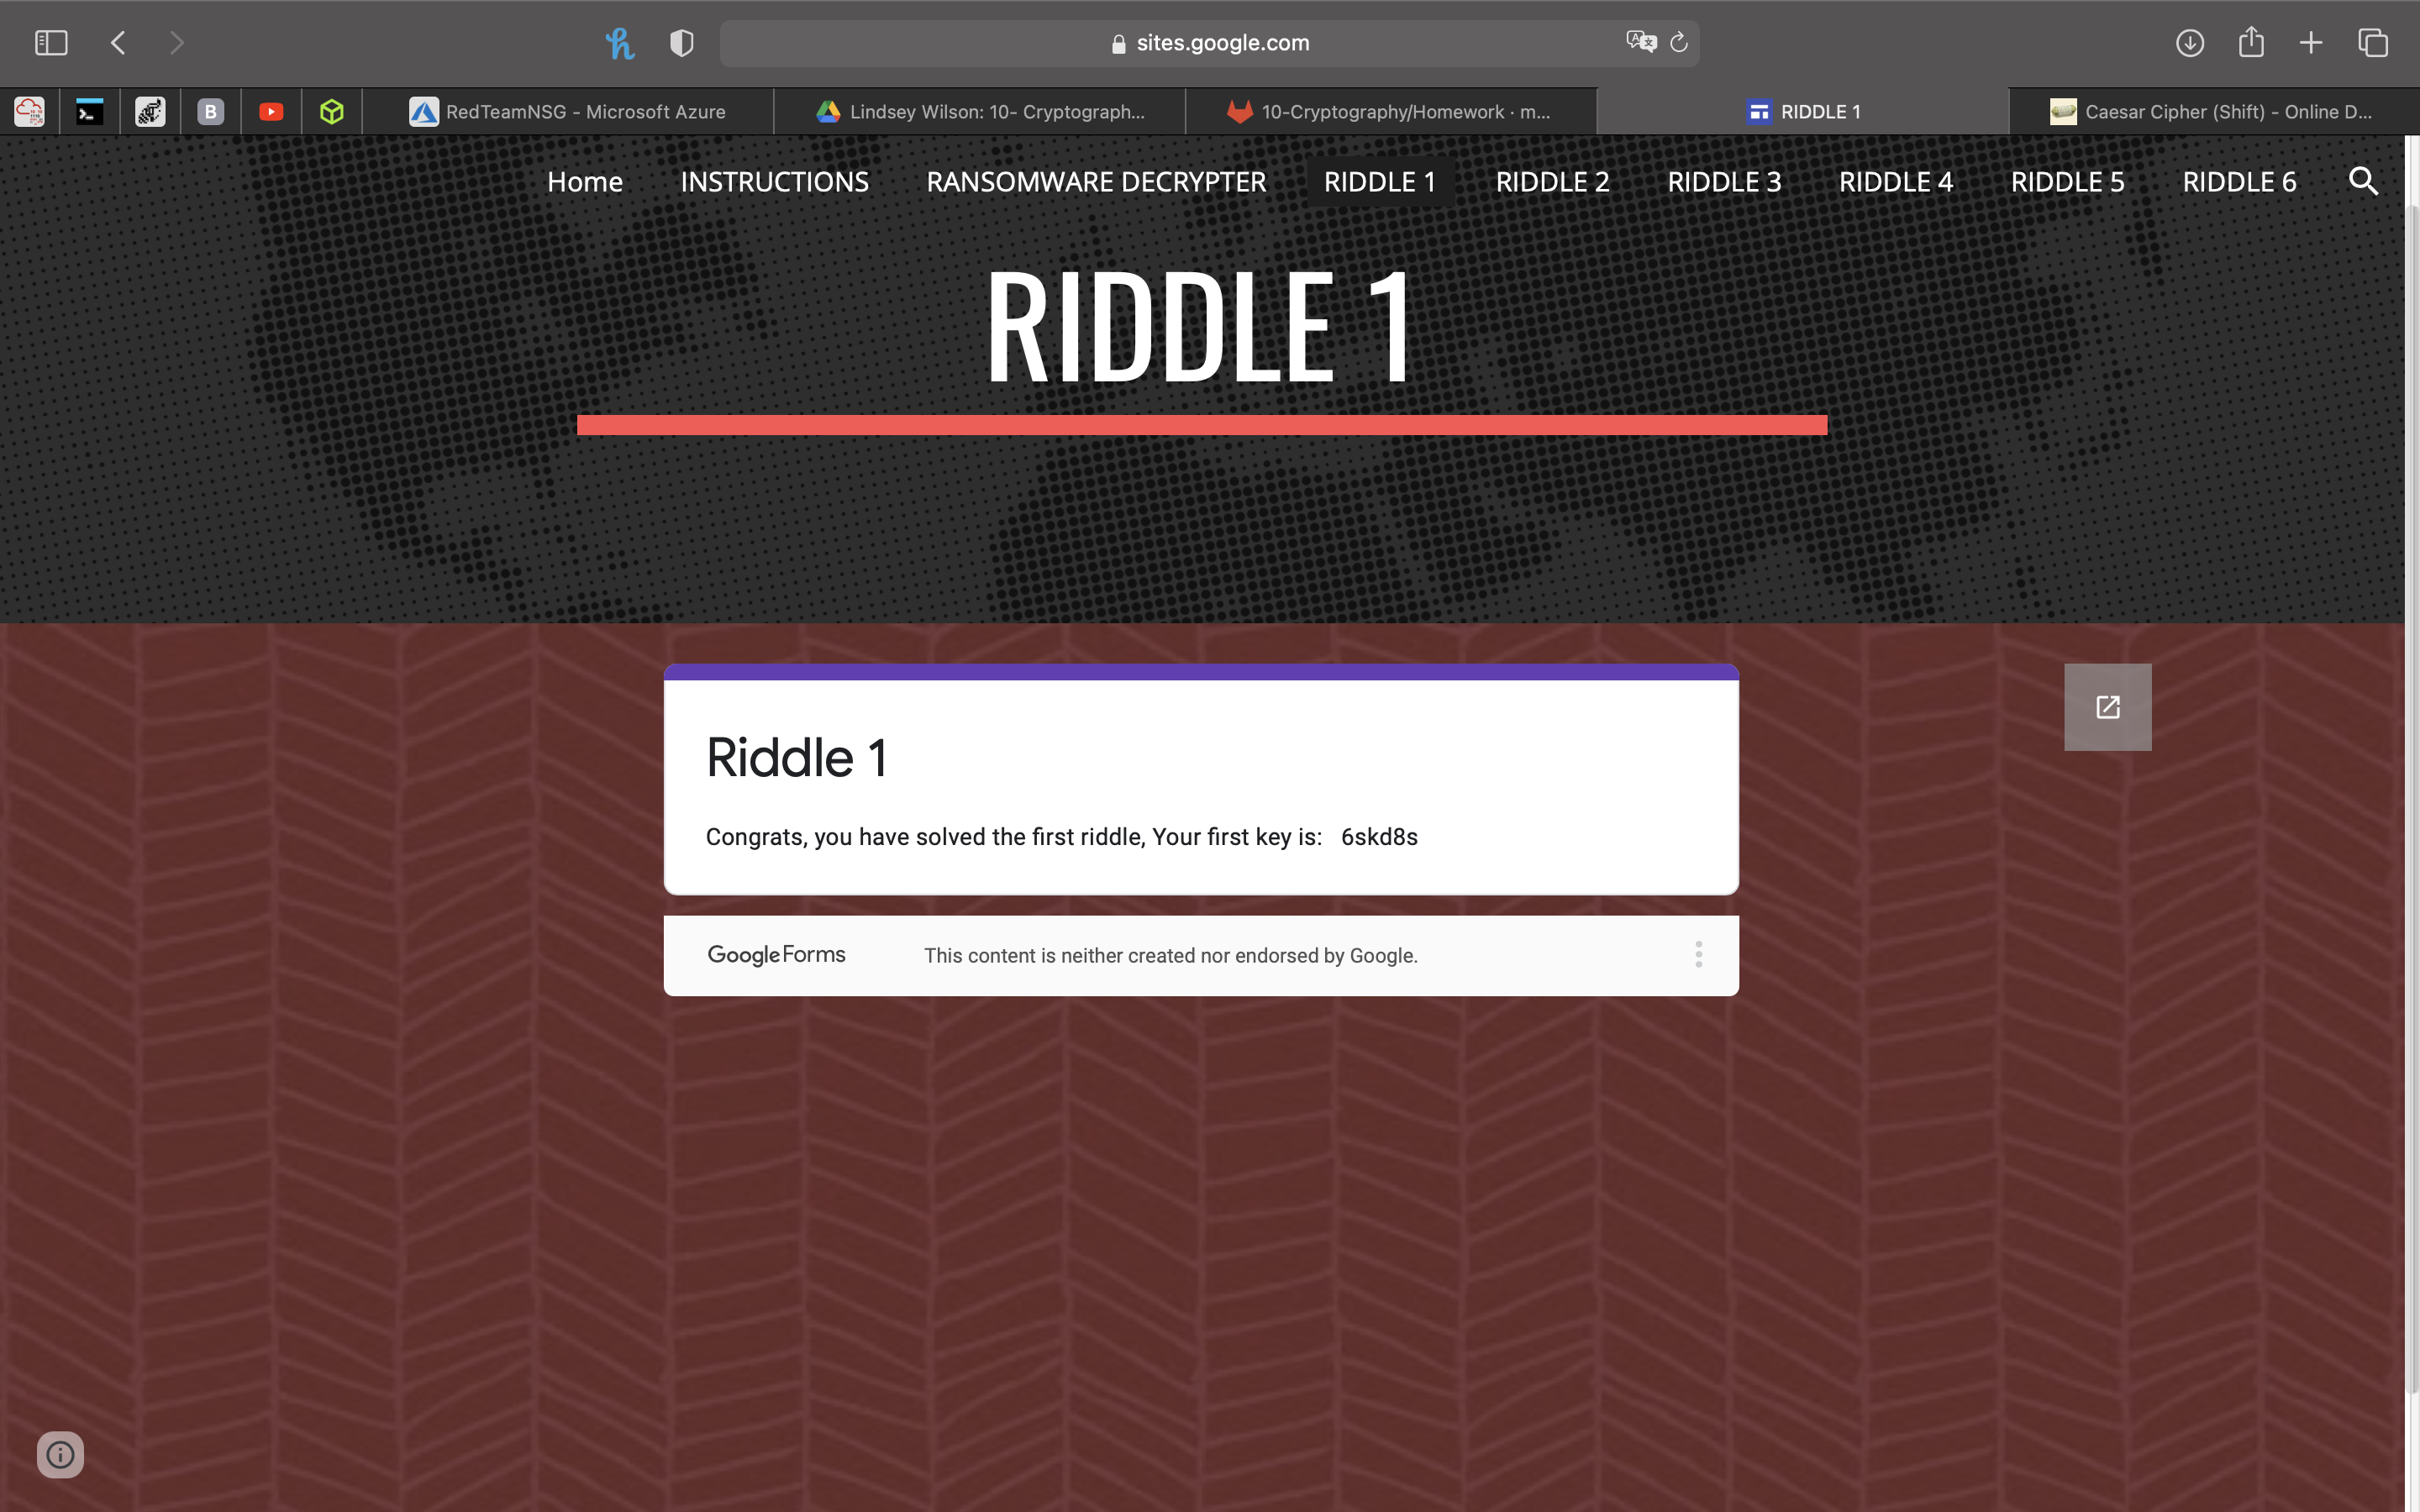 sites.google.com
B
RedTeamNSG - Microsoft Azure
Lindsey Wilson: 10- Cryptograph...
10-Cryptography/Homework · m...
RIDDLE 1
Caesar Cipher (Shift) - Online D...
Home INSTRUCTIONS RANSOMWARE DECRYPTER RIDDLE 1 RIDDLE 2 RIDDLE 3 RIDDLE 4 RIDDLE 5 RIDDLE 6
RIDDLE 1
Riddle 1
Congrats, you have solved the first riddle, Your first key is: 6skd8s
Google Forms This content is neither created nor endorsed by Google.